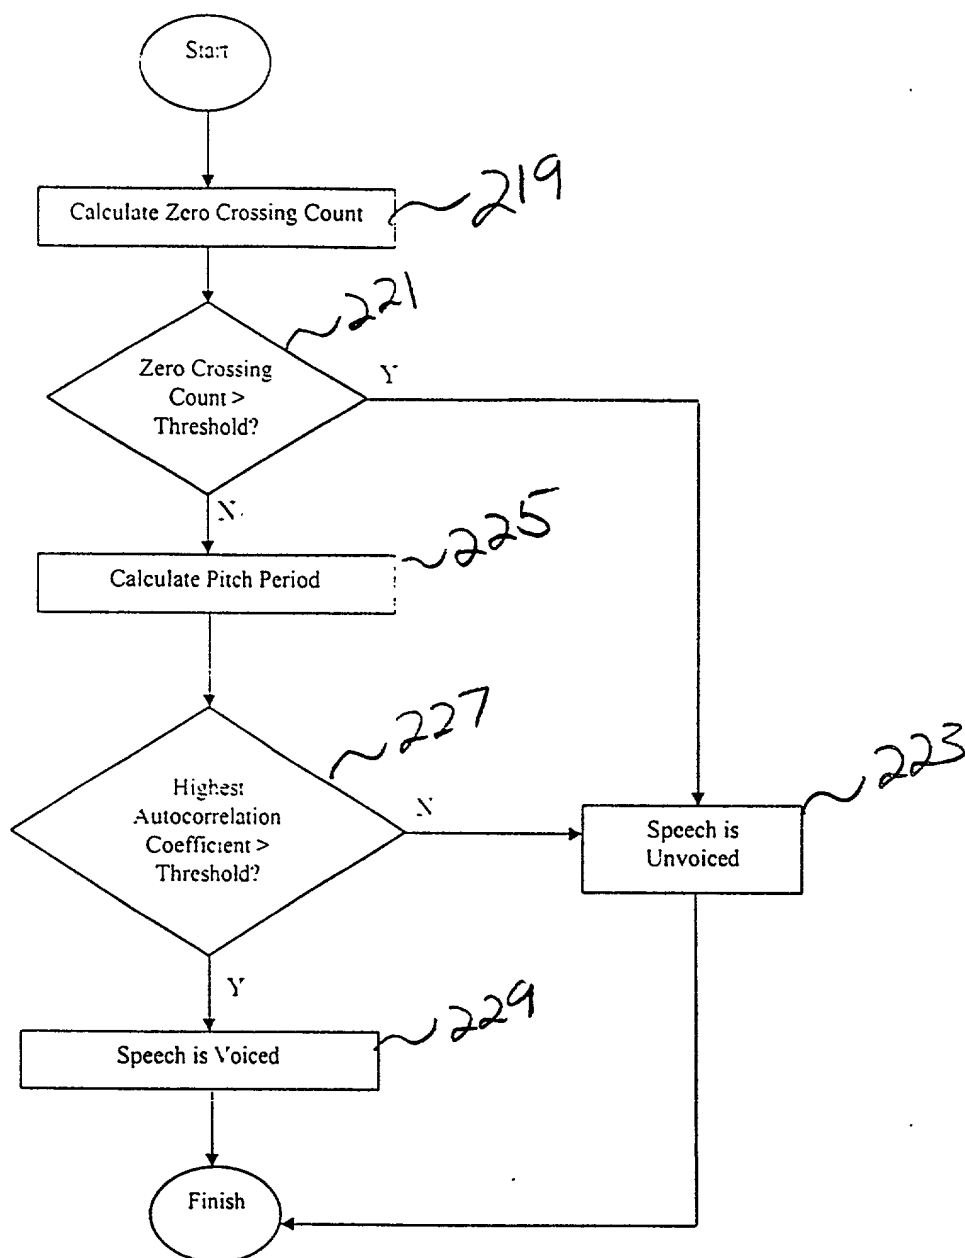 Start
Calculate Zero Crossing Count
219
221
Zero Crossing
Count >
Threshold?
Y
N
225
Calculate Pitch Period
227
Highest
Autocorrelation
Coefficient >
Threshold?
N
223
Speech is
Unvoiced
Y
229
Speech is Voiced
Finish